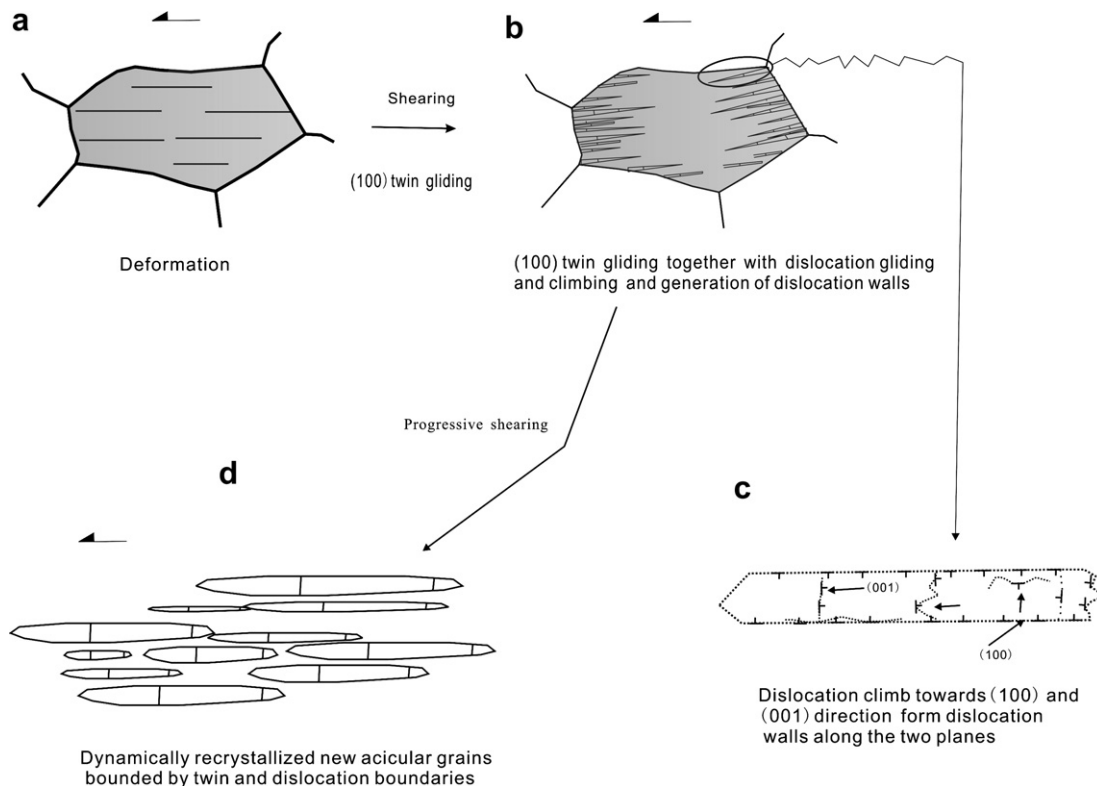 a
Shearing
(100) twin gliding
Deformation
b
(100) twin gliding together with dislocation gliding
and climbing and generation of dislocation walls
Progressive shearing
d
Dynamically recrystallized new acicular grains
bounded by twin and dislocation boundaries
c
(001)
(100)
Dislocation climb towards (100) and
(001) direction form dislocation
walls along the two planes